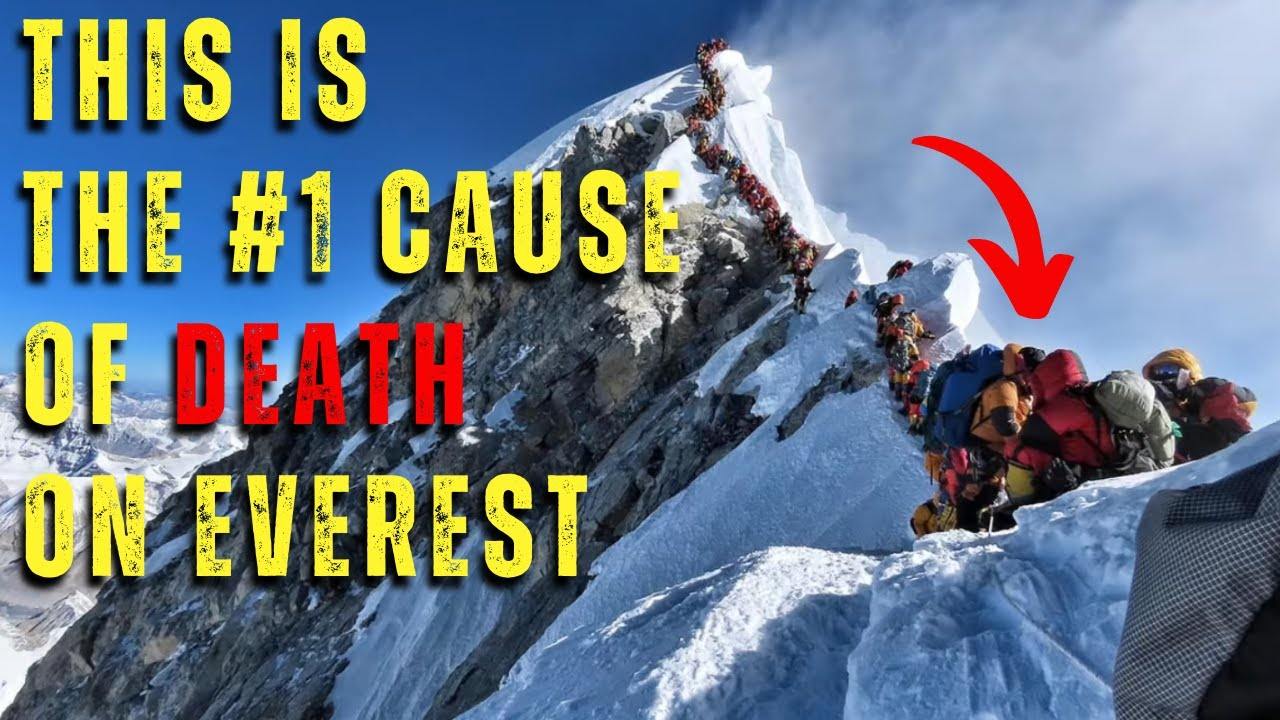 THIS IS
THE #1 CAUSE
OF DEATH
ON EVEREST